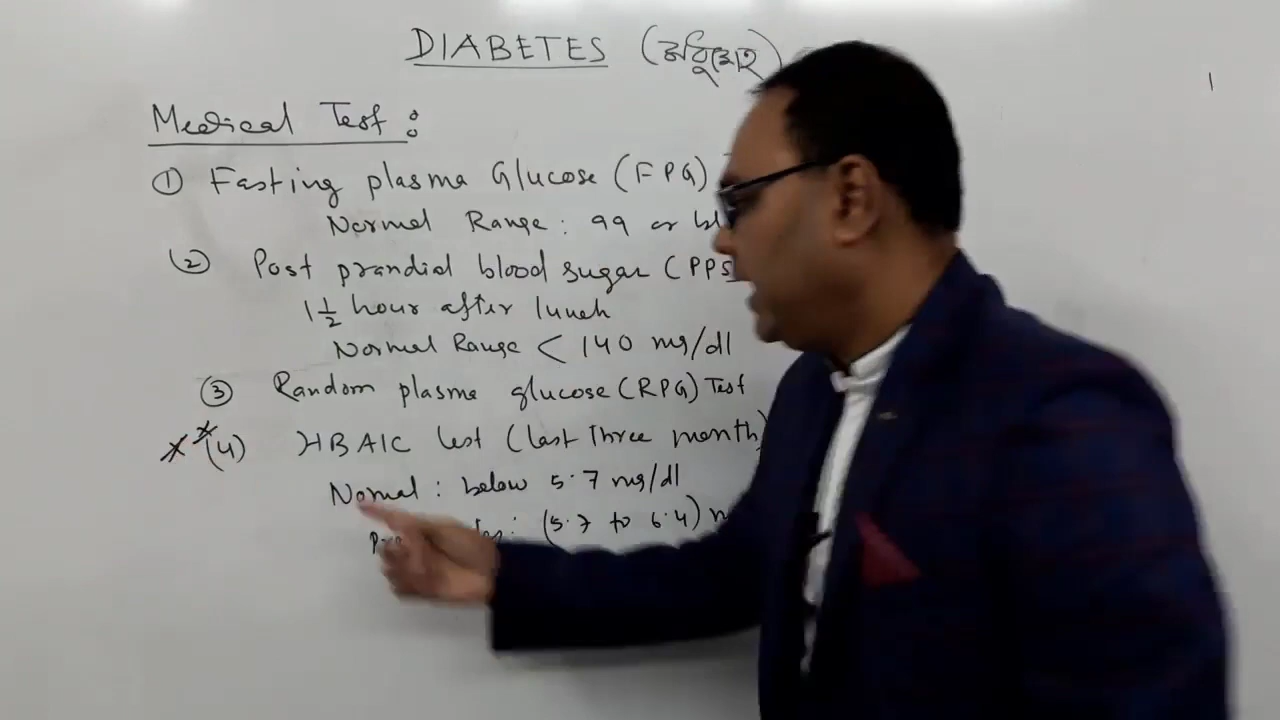 DIABETES (মধুমেহ)
1
Medical Test:
① Fasting plasma Glucose (FPG)
Normal Range: 99 or
② Post prandial blood sugar (PPS
1½ hour after lunch
Normal Range < 140 mg/dl
③ Random plasma glucose (RPG) Test
**(4) HBA1C test (last three month)
Normal: below 5.7 mg/dl
(5.7 to 6.4)